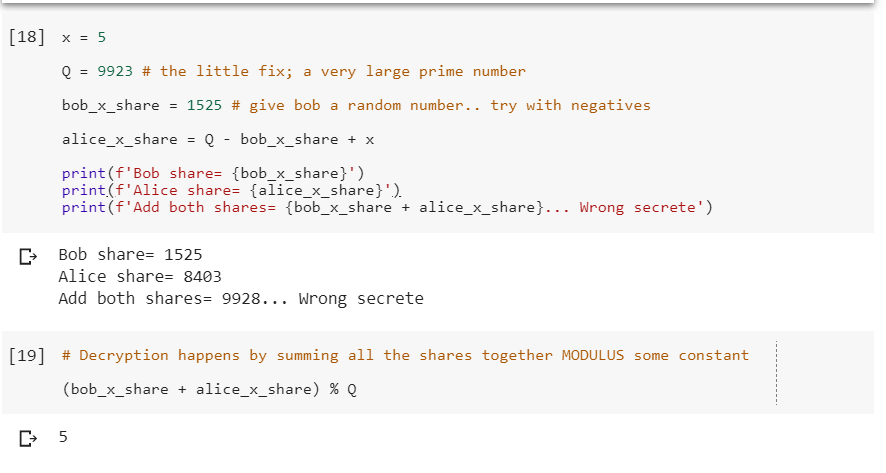 [18] x = 5
Q = 9923 # the little fix; a very large prime number
bob_x_share = 1525 # give bob a random number.. try with negatives
alice_x_share = Q - bob_x_share + x
print(f'Bob share= {bob_x_share}')
print(f'Alice share= {alice_x_share}')
print(f'Add both shares= {bob_x_share + alice_x_share}... Wrong secrete')
Bob share= 1525
Alice share= 8403
Add both shares= 9928... Wrong secrete
[19] # Decryption happens by summing all the shares together MODULUS some constant
(bob_x_share + alice_x_share) % Q
5